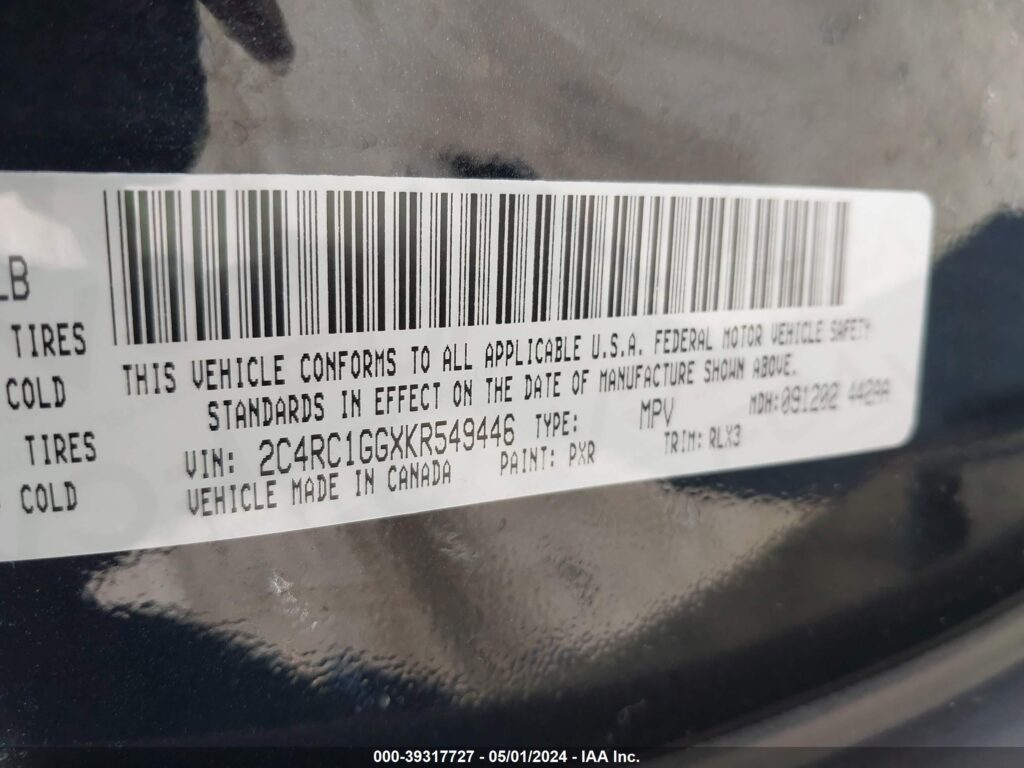 LB
TIRES
COLD
TIRES
COLD
THIS VEHICLE CONFORMS TO ALL APPLICABLE U.S.A. FEDERAL MOTOR VEHICLE SAFETY
STANDARDS IN EFFECT ON THE DATE OF MANUFACTURE SHOWN ABOVE.
VIN: 2C4RC1GGXKR549446 TYPE: MPV MDH:091202 442AA
VEHICLE MADE IN CANADA PAINT: PXR TRIM: RLX3
000-39317727 - 05/01/2024 - IAA Inc.